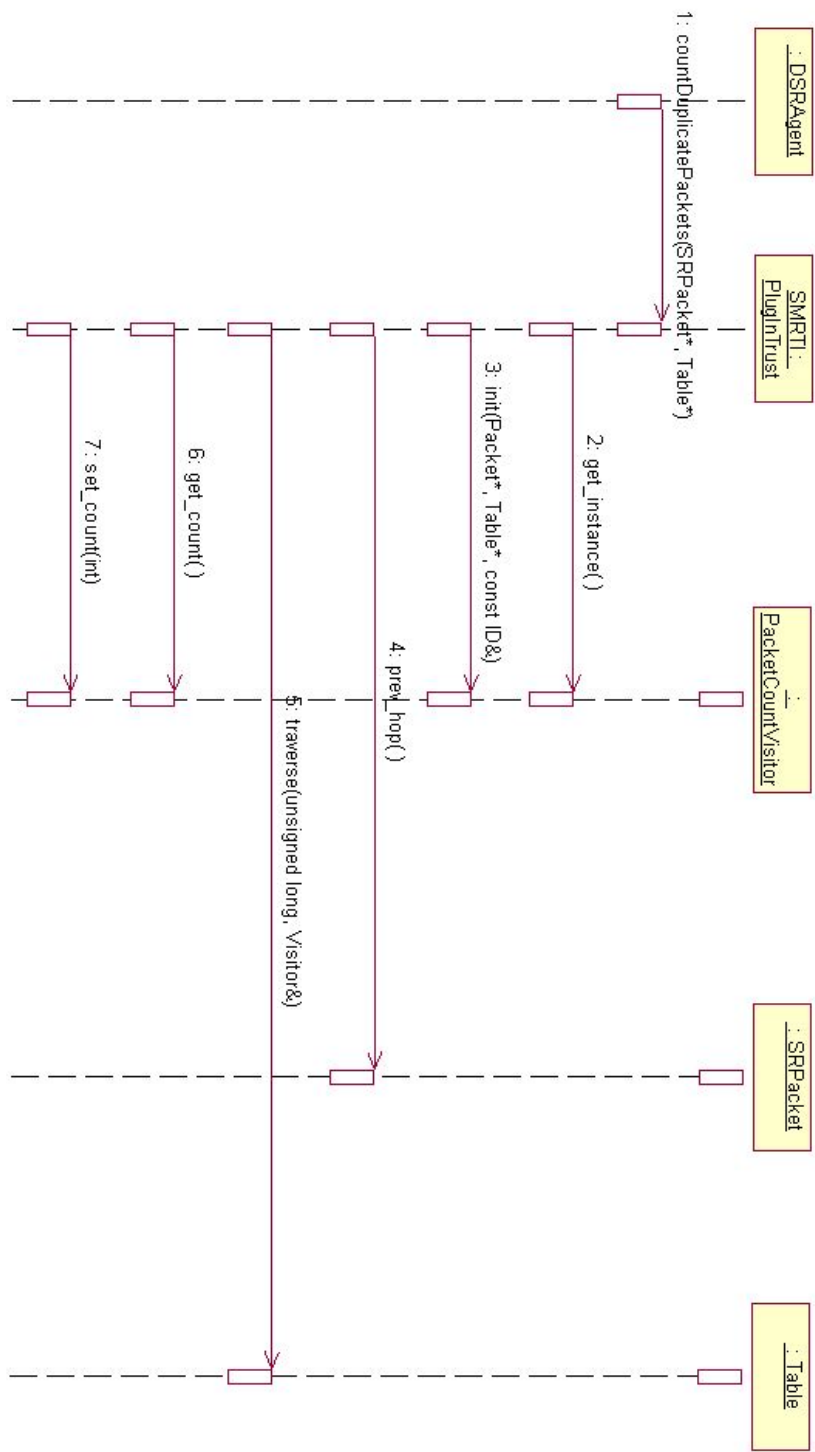 : DSRAgent
SMRTI :
PlugInTrust
:
PacketCountVisitor
: SRPacket
: Table
1: countDuplicatePackets(SRPacket*, Table*)
2: get_instance( )
3: init(Packet*, Table*, const ID&)
4: prev_hop( )
5: traverse(unsigned long, Visitor&)
6: get_count( )
7: set_count(int)